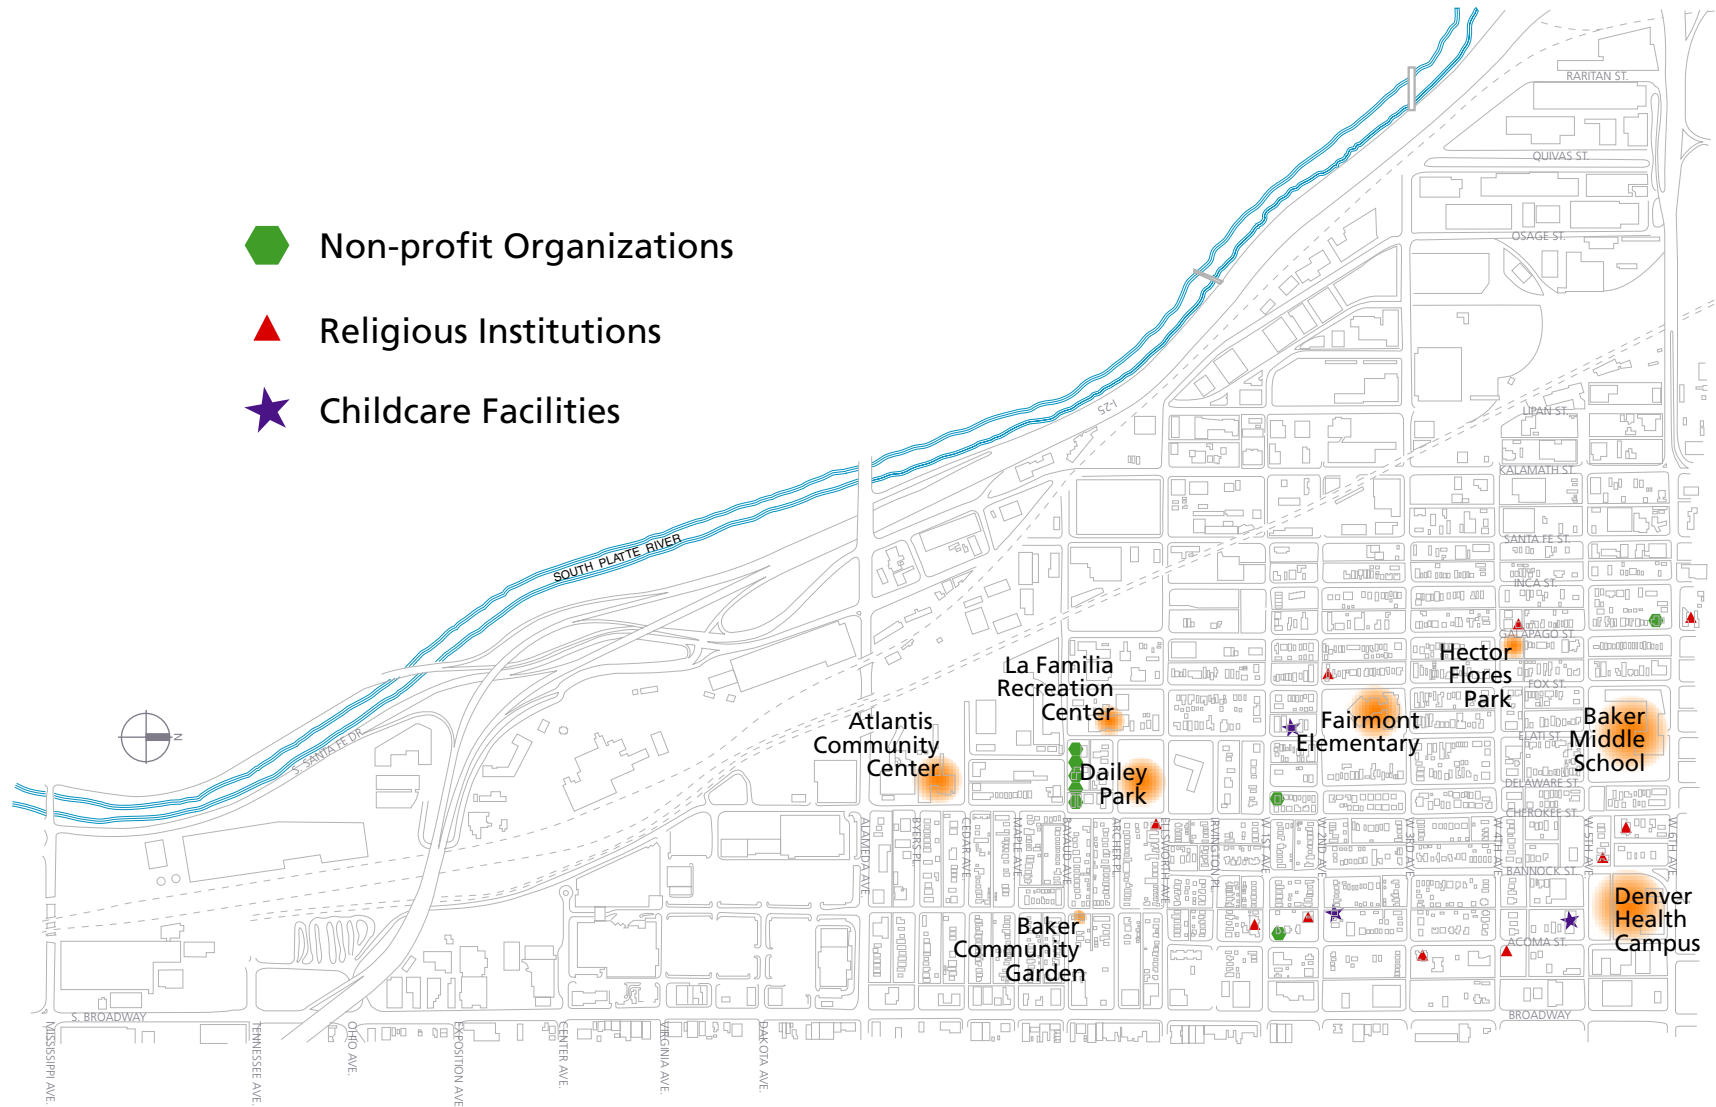 RARITAN ST.
QUIVAS ST.
OSAGE ST.
Non-profit Organizations
Religious Institutions
Childcare Facilities
I-25
LIPAN ST.
KALAMATH ST.
SANTA FE ST.
SOUTH PLATTE RIVER
INCA ST.
GALAPAGO ST.
FOX ST.
ELATI ST.
DELAWARE ST.
CHEROKEE ST.
BANNOCK ST.
ACOMA ST.
BROADWAY
La Familia
Recreation
Center
Hector
Flores
Park
Atlantis
Community
Center
Fairmont
Elementary
Baker
Middle
School
Dailey
Park
Denver
Health
Campus
Baker
Community
Garden
N
S. SANTA FE DR.
S. BROADWAY
ALAMEDA AVE.
BYERS PL.
CEDAR AVE.
MAPLE AVE.
BAYAUD AVE.
ARCHER PL.
ELLSWORTH AVE.
IRVINGTON PL.
W 1ST AVE.
W 2ND AVE.
W 3RD AVE.
W 4TH AVE.
W 5TH AVE.
W 6TH AVE.
MISSISSIPPI AVE.
TENNESSEE AVE.
OHIO AVE.
EXPOSITION AVE
CENTER AVE.
VIRGINIA AVE.
DAKOTA AVE.